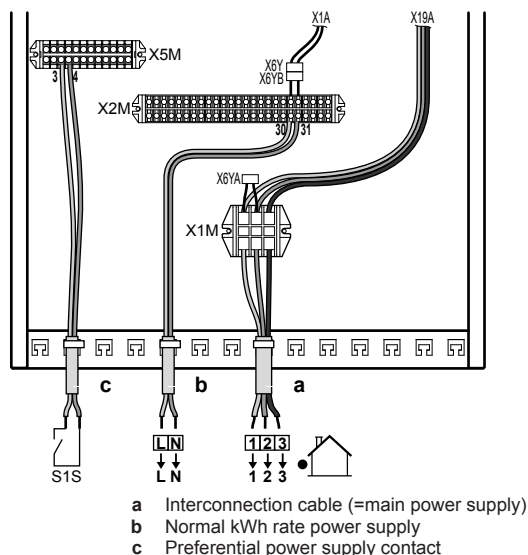 X1A X19A
X5M
X6Y
X6YB
3 4
X2M
30 31
X6YA
X1M
c b a
L N 1 2 3
S1S L N 1 2 3
a Interconnection cable (=main power supply)
b Normal kWh rate power supply
c Preferential power supply contact